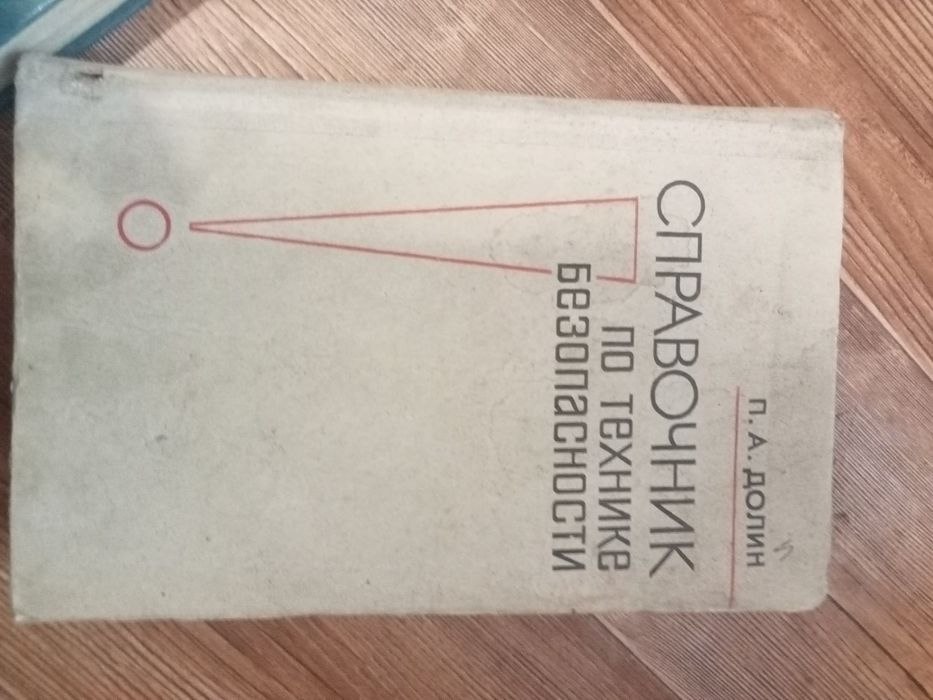 П. А. ДОЛИН
СПРАВОЧНИК
ПО ТЕХНИКЕ
БЕЗОПАСНОСТИ